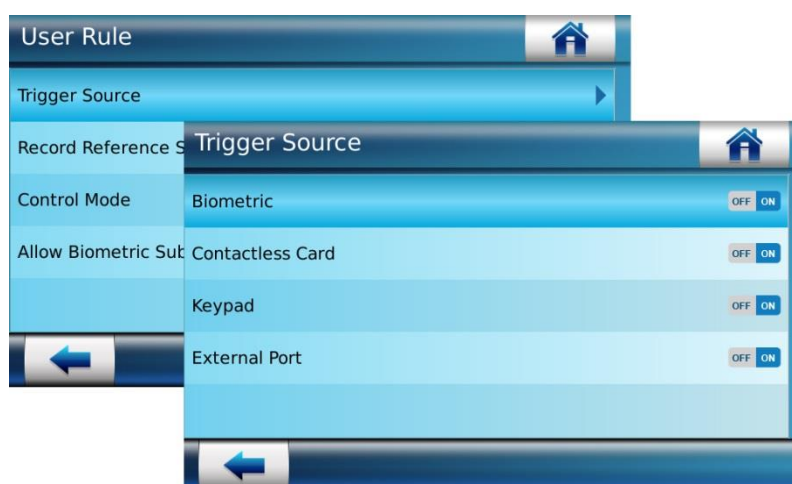 User Rule
Trigger Source
Record Reference S
Control Mode
Allow Biometric Sub
Trigger Source
Biometric
OFF ON
Contactless Card
OFF ON
Keypad
OFF ON
External Port
OFF ON